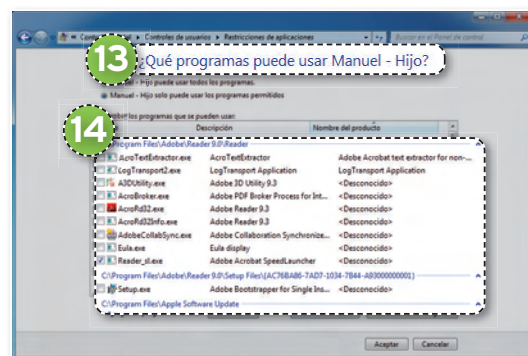 Controles de usuarios ▸ Restricciones de aplicaciones
Buscar en el Panel de control
13
¿Qué programas puede usar Manuel - Hijo?
Hijo puede usar todos los programas.
Manuel - Hijo solo puede usar los programas permitidos
14
los programas que se pueden usar:
Descripción Nombre del producto
C:\Program Files\Adobe\Reader 9.0\Reader
AcroTextExtractor.exe AcroTextExtractor Adobe Acrobat text extractor for non-...
LogTransport2.exe LogTransport Application LogTransport Application
A3DUtility.exe Adobe 3D Utility 9.3 <Desconocido>
AcroBroker.exe Adobe PDF Broker Process for Int... <Desconocido>
AcroRd32.exe Adobe Reader 9.3 <Desconocido>
AcroRd32Info.exe Adobe Reader 9.3 <Desconocido>
AdobeCollabSync.exe Adobe Collaboration Synchronize... <Desconocido>
Eula.exe Eula display <Desconocido>
Reader_sl.exe Adobe Acrobat SpeedLauncher <Desconocido>
C:\Program Files\Adobe\Reader 9.0\Setup Files\{AC76BA86-7AD7-1034-7B44-A93000000001}
Setup.exe Adobe Bootstrapper for Single Ins... <Desconocido>
C:\Program Files\Apple Software Update
Aceptar Cancelar